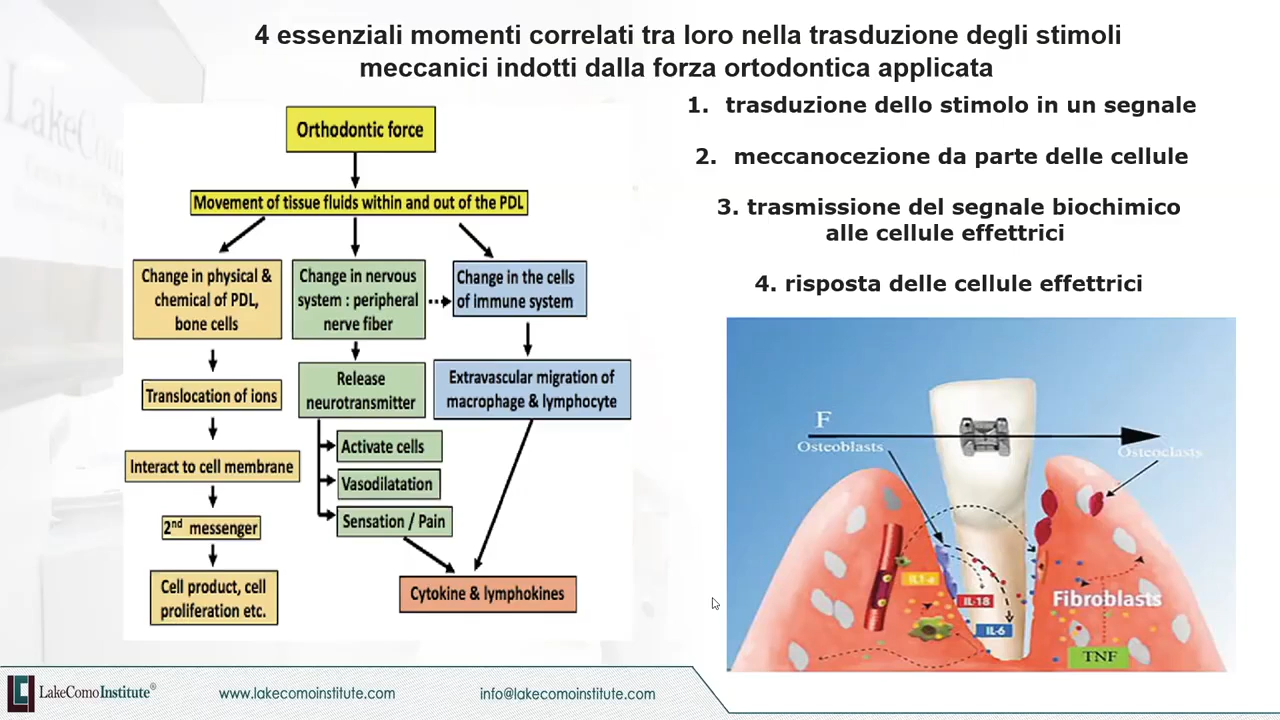 4 essenziali momenti correlati tra loro nella trasduzione degli stimoli
meccanici indotti dalla forza ortodontica applicata
Orthodontic force
Movement of tissue fluids within and out of the PDL
Change in physical &
chemical of PDL,
bone cells
Change in nervous
system : peripheral
nerve fiber
Change in the cells
of immune system
Translocation of ions
Release
neurotransmitter
Extravascular migration of
macrophage & lymphocyte
Interact to cell membrane
Activate cells
Vasodilatation
Sensation / Pain
2nd messenger
Cell product, cell
proliferation etc.
Cytokine & lymphokines
1. trasduzione dello stimolo in un segnale
2. meccanocezione da parte delle cellule
3. trasmissione del segnale biochimico
alle cellule effettrici
4. risposta delle cellule effettrici
F
Osteoblasts
Osteoclasts
IL1-a
IL-18
IL-6
Fibroblasts
TNF
LakeComoInstitute®
www.lakecomoinstitute.com
info@lakecomoinstitute.com